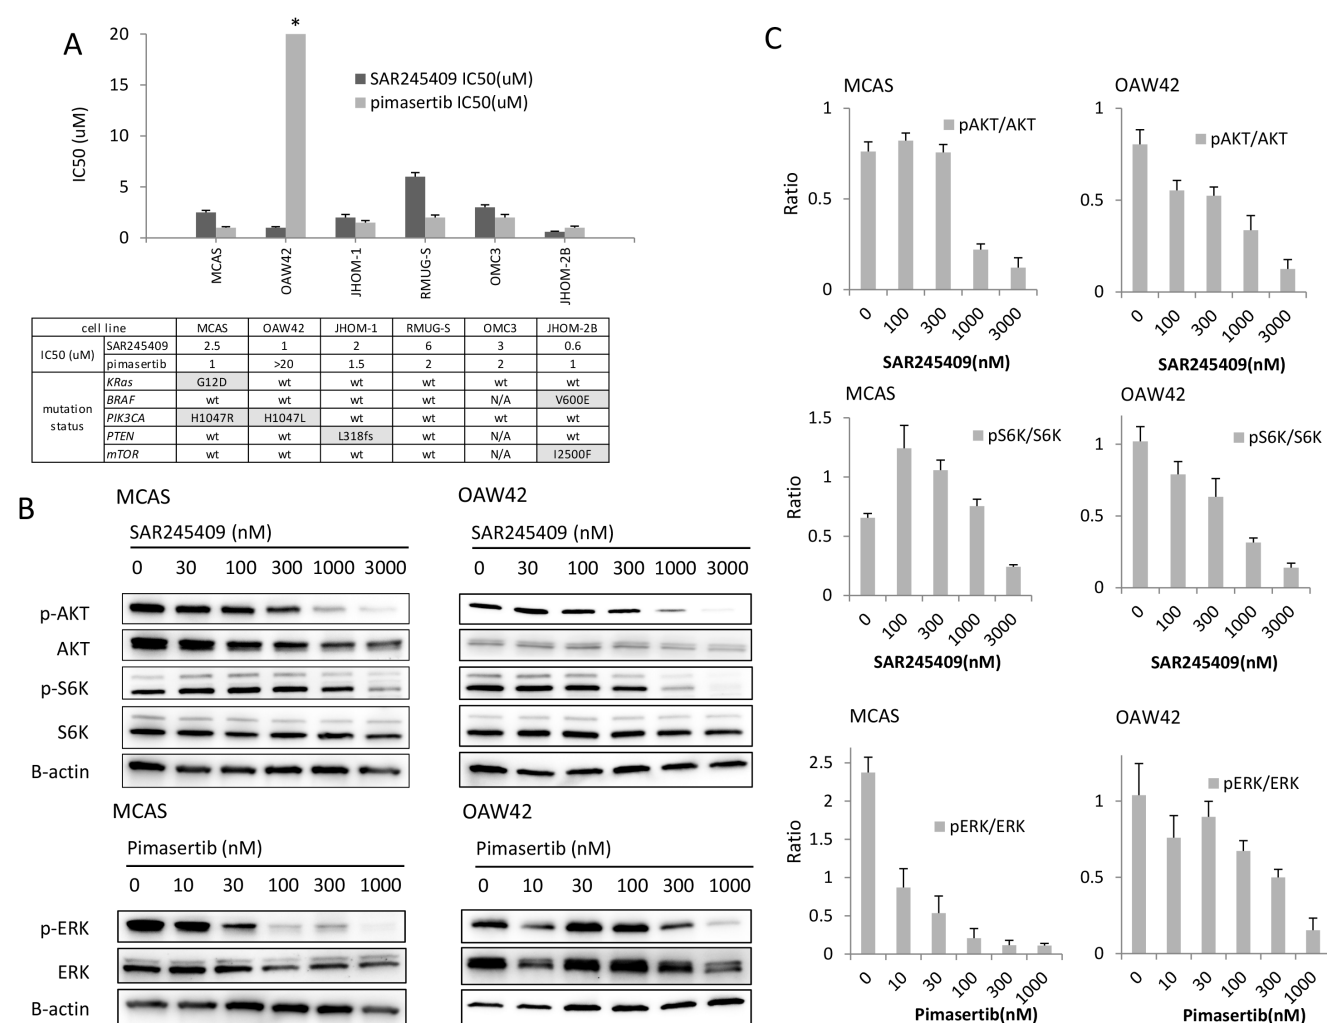 A
*
20
15
10
5
0
IC50 (uM)
SAR245409 IC50(uM)
pimasertib IC50(uM)
MCAS
OAW42
JHOM-1
RMUG-S
OMC3
JHOM-2B
cell line MCAS OAW42 JHOM-1 RMUG-S OMC3 JHOM-2B
IC50 (uM)
SAR245409 2.5 1 2 6 3 0.6
pimasertib 1 >20 1.5 2 2 1
mutation
status
KRas G12D wt wt wt wt wt
BRAF wt wt wt wt N/A V600E
PIK3CA H1047R H1047L wt wt wt wt
PTEN wt wt L318fs wt N/A wt
mTOR wt wt wt wt N/A I2500F
B
MCAS
SAR245409 (nM)
0 30 100 300 1000 3000
OAW42
SAR245409 (nM)
0 30 100 300 1000 3000
p-AKT
AKT
p-S6K
S6K
B-actin
MCAS
Pimasertib (nM)
0 10 30 100 300 1000
OAW42
Pimasertib (nM)
0 10 30 100 300 1000
p-ERK
ERK
B-actin
C
MCAS
1
0.5
0
Ratio
pAKT/AKT
0 100 300 1000 3000
SAR245409(nM)
OAW42
1
0.5
0
pAKT/AKT
0 100 300 1000 3000
SAR245409(nM)
MCAS
1.5
1
0.5
0
Ratio
pS6K/S6K
0 100 300 1000 3000
SAR245409(nM)
OAW42
1
0.5
0
pS6K/S6K
0 100 300 1000 3000
SAR245409(nM)
MCAS
2.5
2
1.5
1
0.5
0
Ratio
pERK/ERK
0 10 30 100 300 1000
Pimasertib(nM)
OAW42
1
0.5
0
pERK/ERK
0 10 30 100 300 1000
Pimasertib(nM)